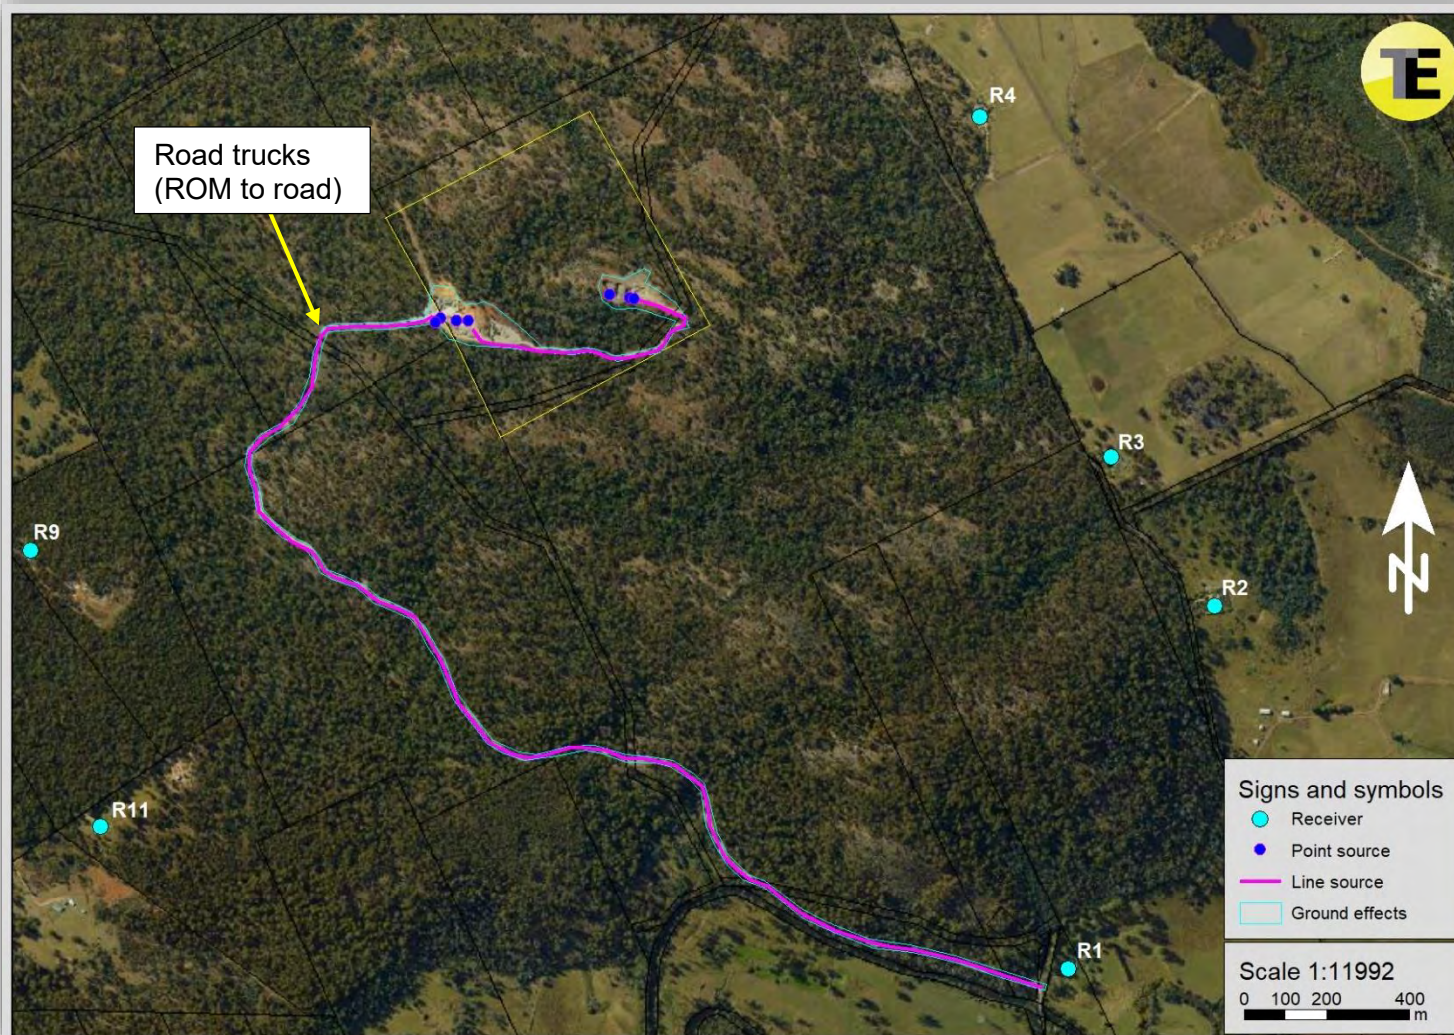 TE
R4
Road trucks
(ROM to road)
R3
R9
R2
R11
R1
N
Signs and symbols
Receiver
Point source
Line source
Ground effects
Scale 1:11992
0 100 200 400
m